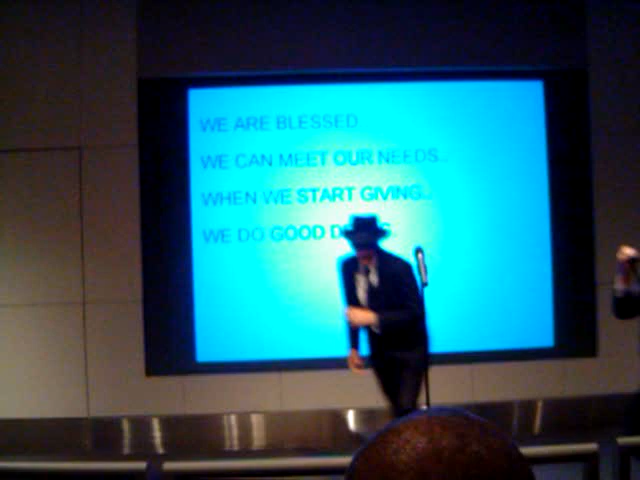 WE ARE BLESSED
WE CAN MEET OUR NEEDS..
WHEN WE START GIVING..
WE DO GOOD